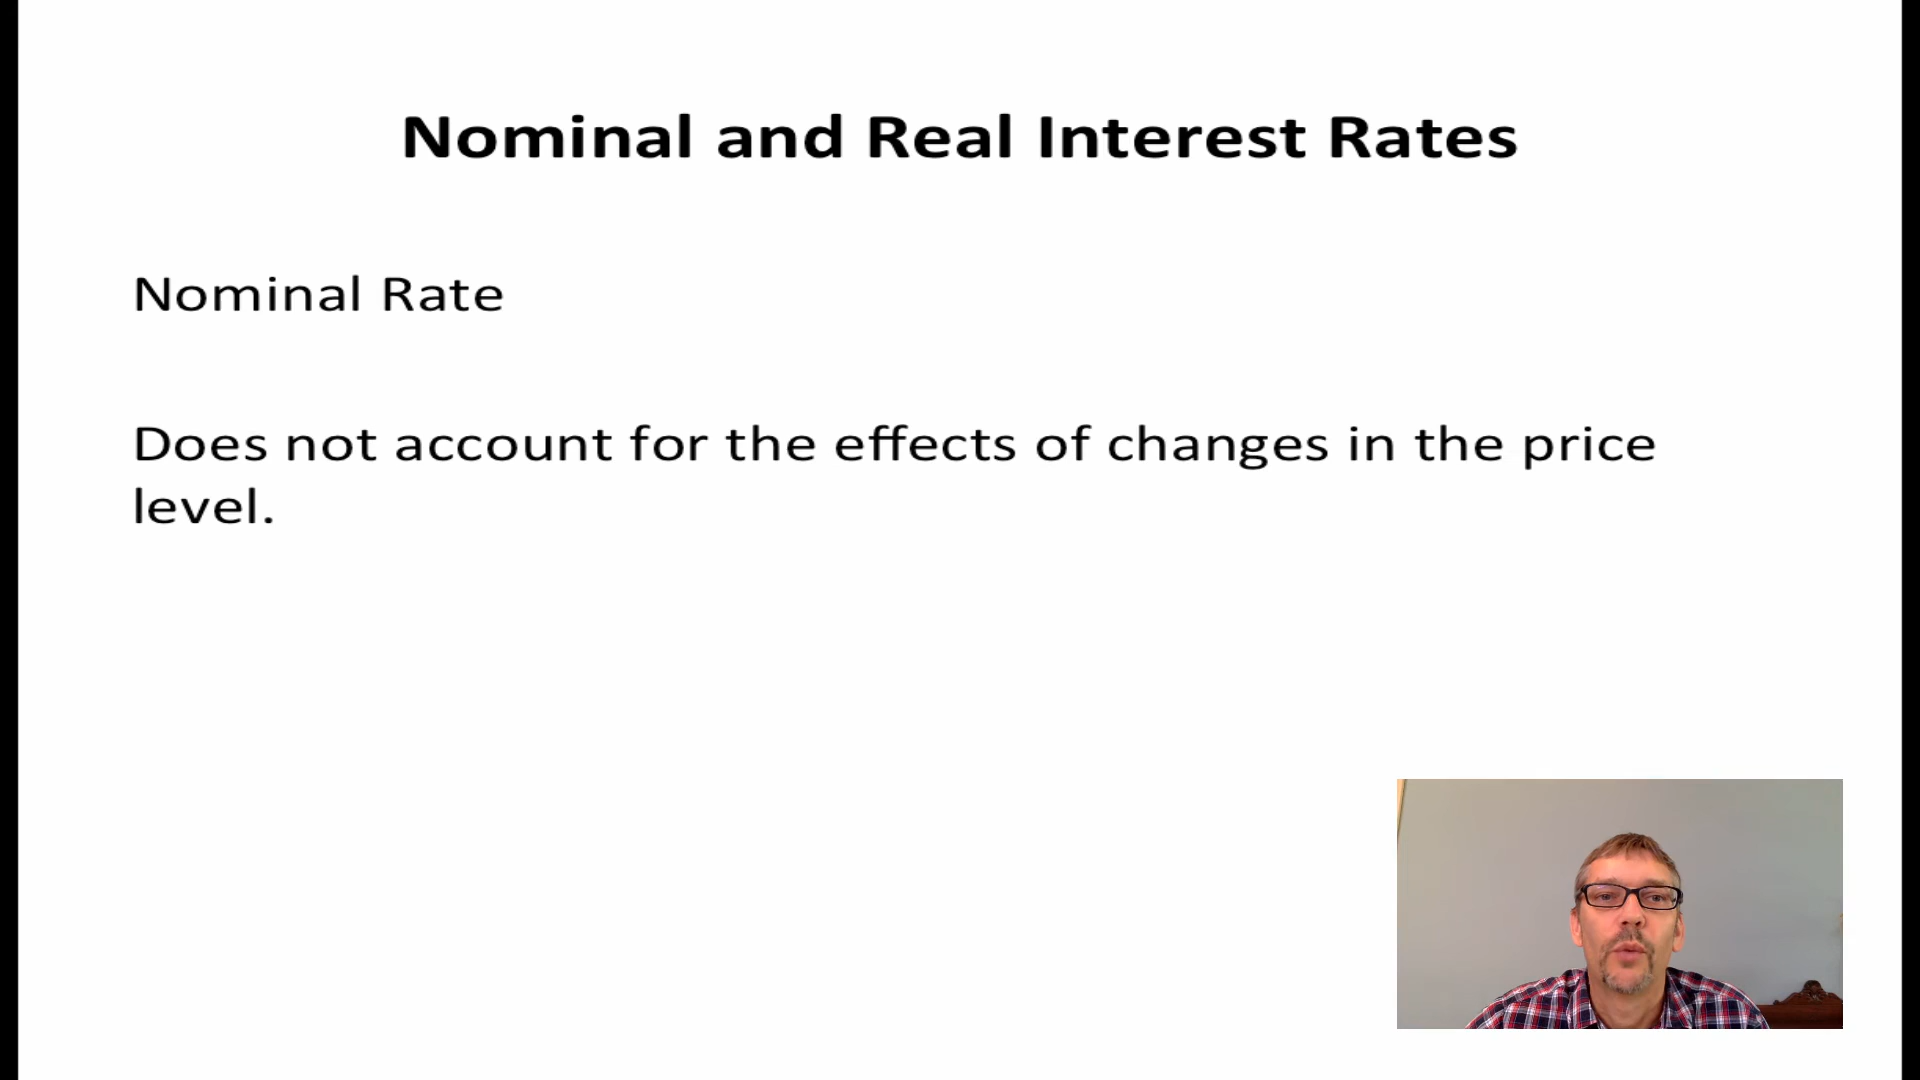 Nominal and Real Interest Rates
Nominal Rate
Does not account for the effects of changes in the price
level.